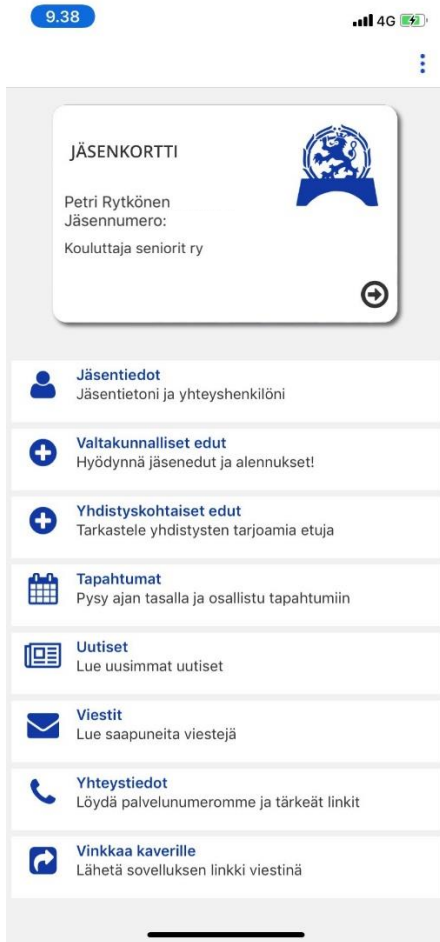 9.38
4G
JÄSENKORTTI
Petri Rytkönen
Jäsennumero:
Kouluttaja seniorit ry
Jäsentiedot
Jäsentietoni ja yhteyshenkilöni
Valtakunnalliset edut
Hyödynnä jäsenedut ja alennukset!
Yhdistyskohtaiset edut
Tarkastele yhdistysten tarjoamia etuja
Tapahtumat
Pysy ajan tasalla ja osallistu tapahtumiin
Uutiset
Lue uusimmat uutiset
Viestit
Lue saapuneita viestejä
Yhteystiedot
Löydä palvelunumeromme ja tärkeät linkit
Vinkkaa kaverille
Lähetä sovelluksen linkki viestinä